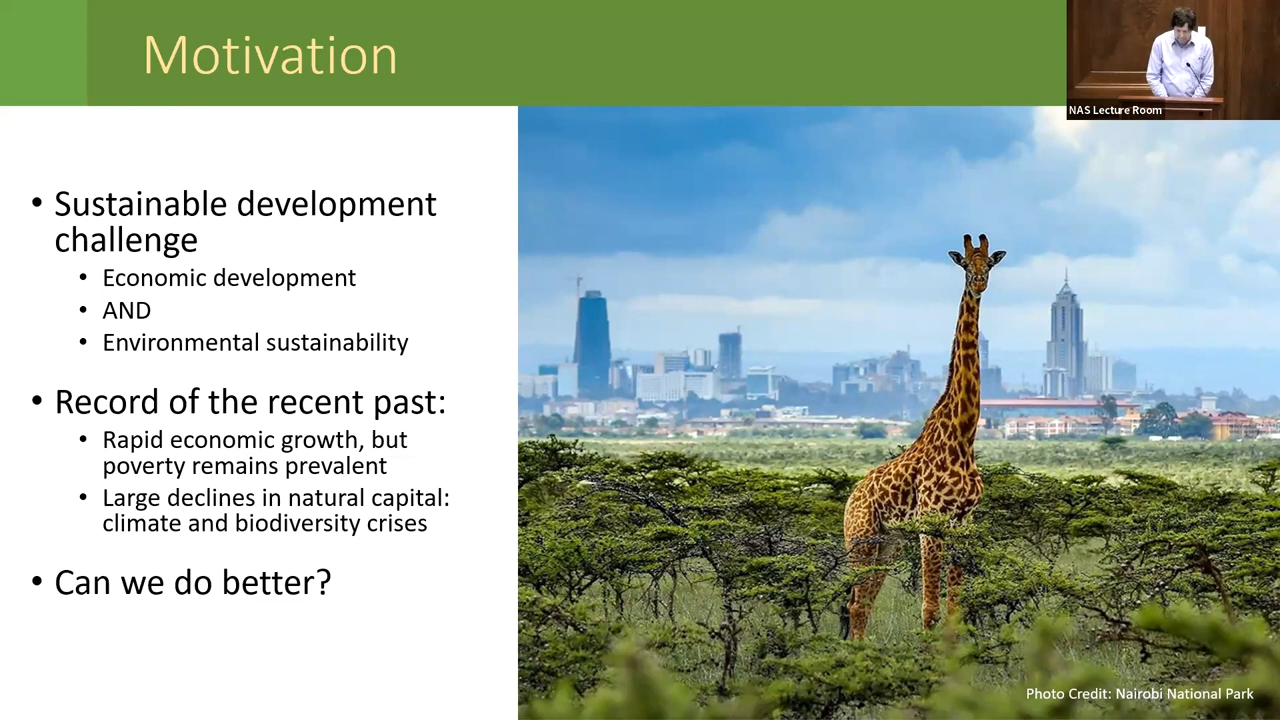 Motivation
NAS Lecture Room
• Sustainable development
challenge
• Economic development
• AND
• Environmental sustainability
• Record of the recent past:
• Rapid economic growth, but
poverty remains prevalent
• Large declines in natural capital:
climate and biodiversity crises
• Can we do better?
Photo Credit: Nairobi National Park